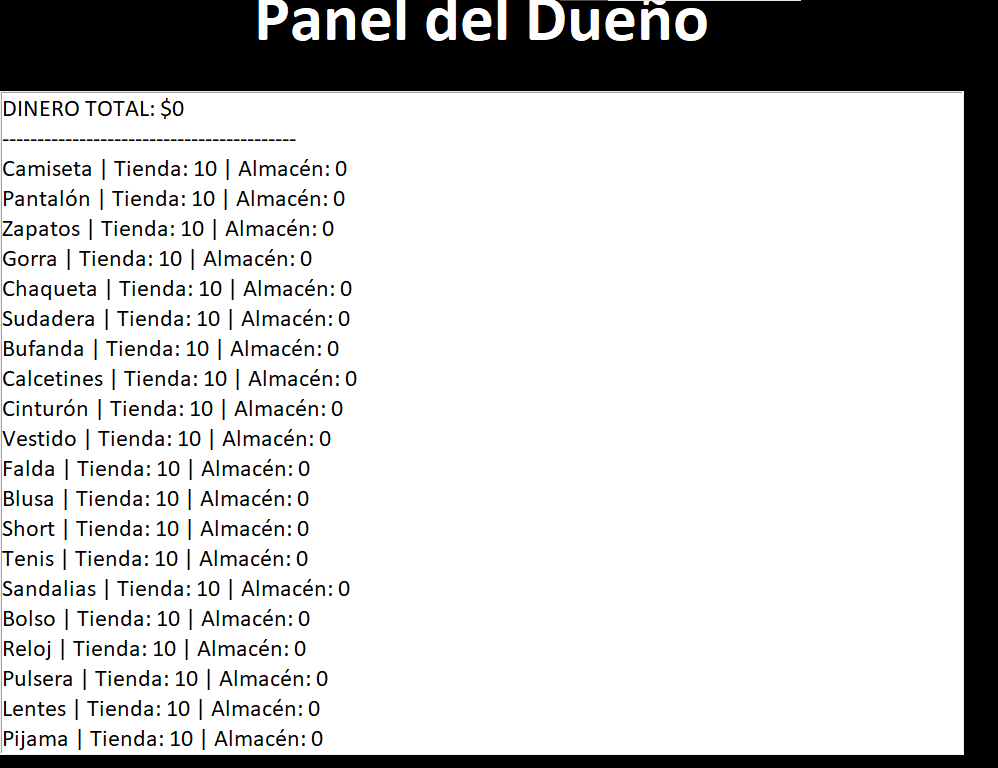 Panel del Dueño
DINERO TOTAL: $0
------------------------------------------
Camiseta | Tienda: 10 | Almacén: 0
Pantalón | Tienda: 10 | Almacén: 0
Zapatos | Tienda: 10 | Almacén: 0
Gorra | Tienda: 10 | Almacén: 0
Chaqueta | Tienda: 10 | Almacén: 0
Sudadera | Tienda: 10 | Almacén: 0
Bufanda | Tienda: 10 | Almacén: 0
Calcetines | Tienda: 10 | Almacén: 0
Cinturón | Tienda: 10 | Almacén: 0
Vestido | Tienda: 10 | Almacén: 0
Falda | Tienda: 10 | Almacén: 0
Blusa | Tienda: 10 | Almacén: 0
Short | Tienda: 10 | Almacén: 0
Tenis | Tienda: 10 | Almacén: 0
Sandalias | Tienda: 10 | Almacén: 0
Bolso | Tienda: 10 | Almacén: 0
Reloj | Tienda: 10 | Almacén: 0
Pulsera | Tienda: 10 | Almacén: 0
Lentes | Tienda: 10 | Almacén: 0
Pijama | Tienda: 10 | Almacén: 0